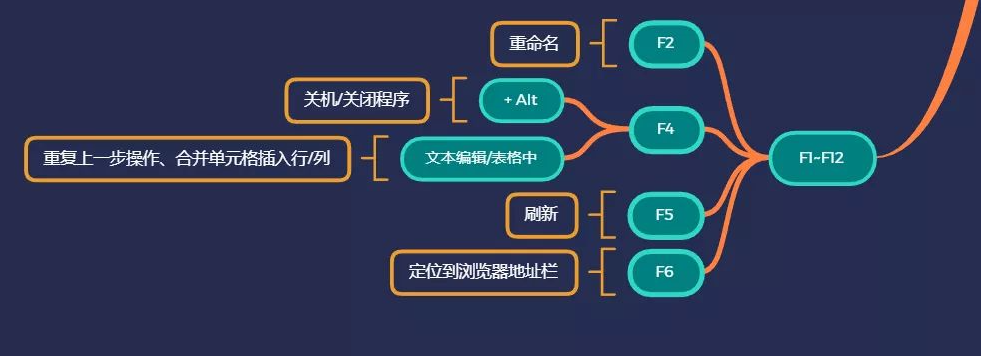 重命名
F2
关机/关闭程序
+ Alt
F4
重复上一步操作、合并单元格插入行/列
文本编辑/表格中
F1~F12
刷新
F5
定位到浏览器地址栏
F6